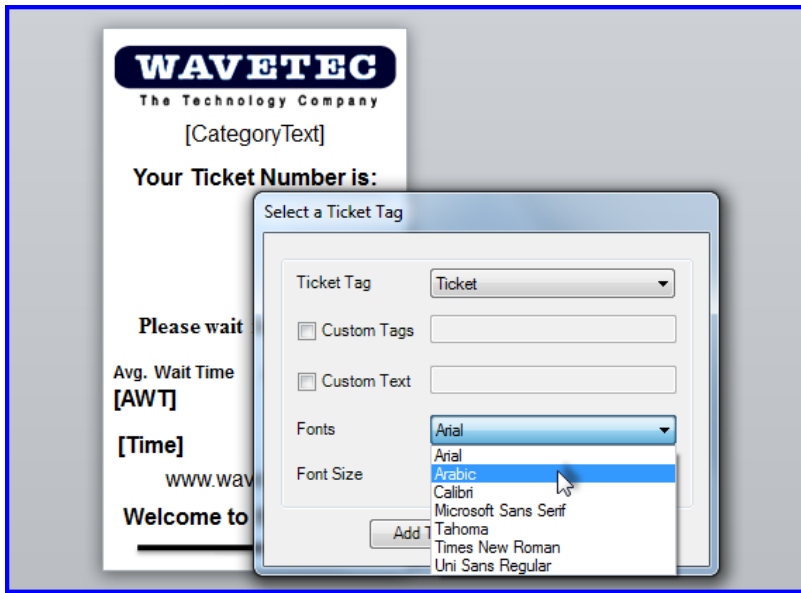 WAVETEC
The Technology Company
[CategoryText]
Your Ticket Number is:
Please wait
Avg. Wait Time
[AWT]
[Time]
www.wav
Welcome to
Select a Ticket Tag
Ticket Tag
Ticket
Custom Tags
Custom Text
Fonts
Arial
Arial
Arabic
Calibri
Microsoft Sans Serif
Tahoma
Times New Roman
Uni Sans Regular
Font Size
Add